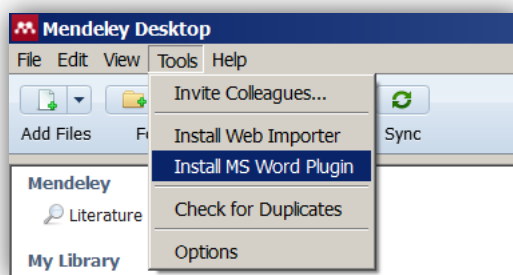 Mendeley Desktop
File Edit View Tools Help
Invite Colleagues...
Add Files
Sync
Install Web Importer
Install MS Word Plugin
Mendeley
Literature
Check for Duplicates
Options
My Library